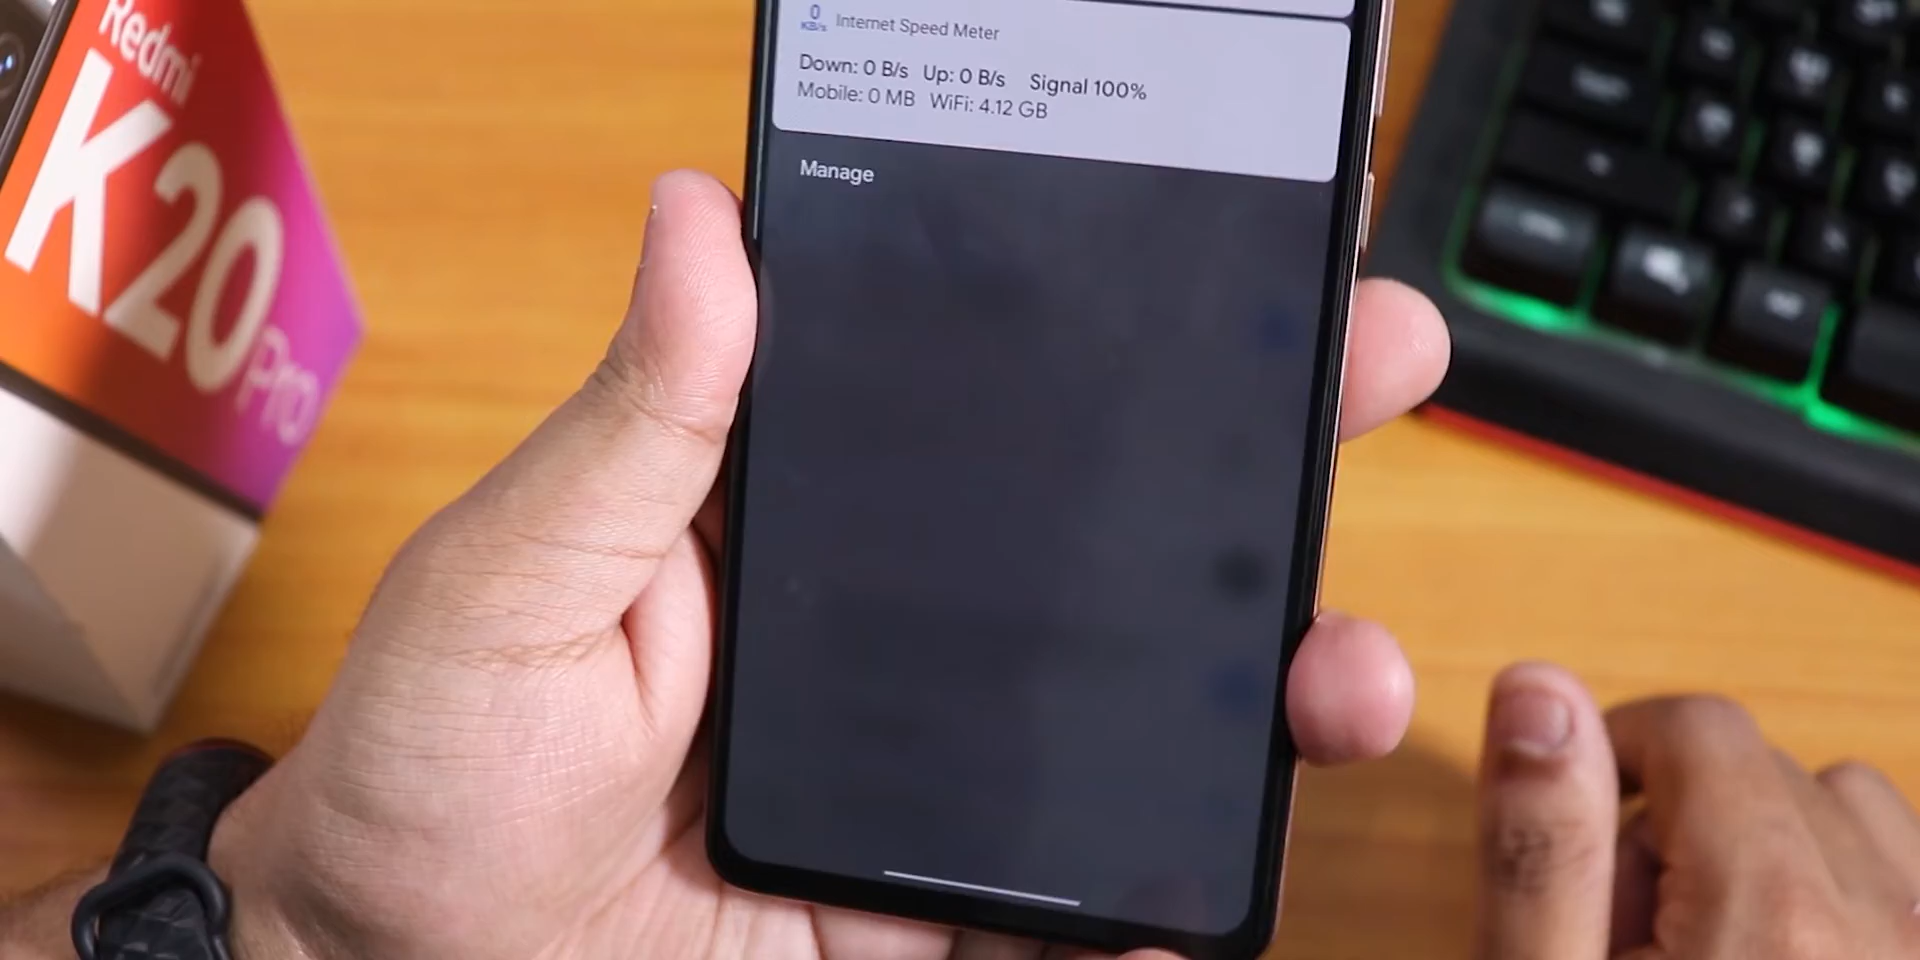 Redmi
K20
Pro
0
KB/s
Internet Speed Meter
Down: 0 B/s Up: 0 B/s Signal 100%
Mobile: 0 MB WiFi: 4.12 GB
Manage